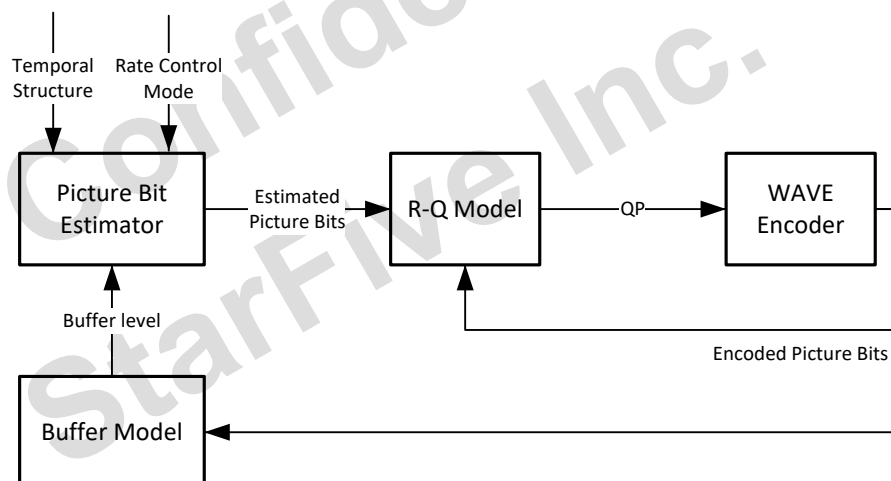 Confide
StarFive Inc.
Temporal
Structure
Rate Control
Mode
Picture Bit
Estimator
Estimated
Picture Bits
R-Q Model
QP
WAVE
Encoder
Buffer level
Encoded Picture Bits
Buffer Model